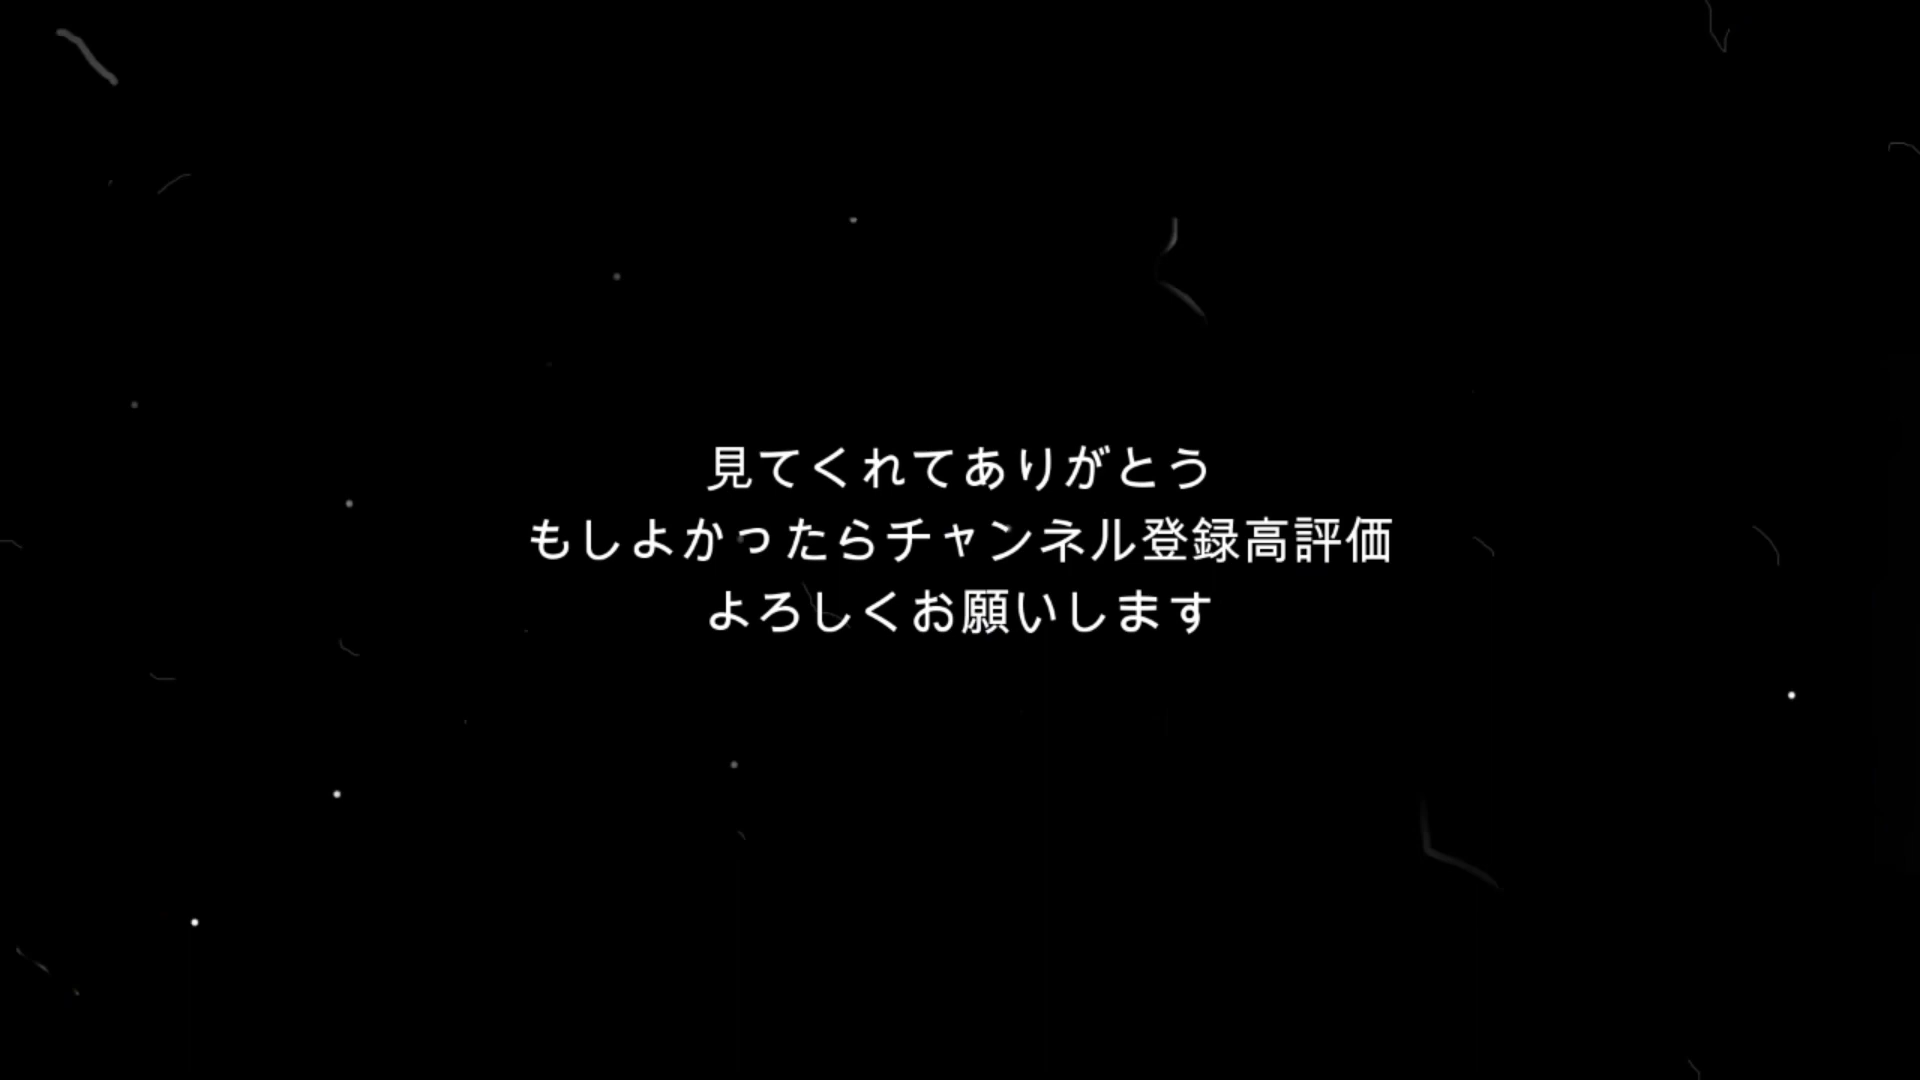 見てくれてありがとう
もしよかったらチャンネル登録高評価
よろしくお願いします